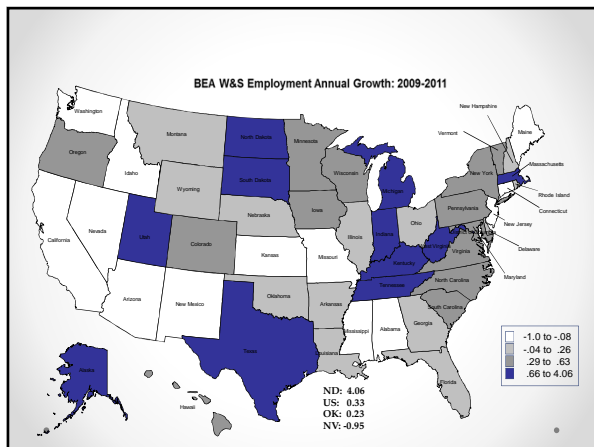 BEA W&S Employment Annual Growth: 2009-2011
Washington
Montana
North Dakota
Minnesota
New Hampshire
Vermont
Maine
Massachusetts
Oregon
Idaho
South Dakota
Wisconsin
Michigan
New York
Rhode Island
Connecticut
Wyoming
Nebraska
Iowa
Pennsylvania
New Jersey
Nevada
Utah
Colorado
Illinois
Indiana
Ohio
Delaware
California
Kansas
Missouri
Kentucky
West Virginia
Virginia
Maryland
Arizona
New Mexico
Oklahoma
Arkansas
Tennessee
North Carolina
South Carolina
Texas
Louisiana
Mississippi
Alabama
Georgia
Florida
Alaska
Hawaii
ND: 4.06
US: 0.33
OK: 0.23
NV: -0.95
-1.0 to -.08
-.04 to .26
.29 to .63
.66 to 4.06